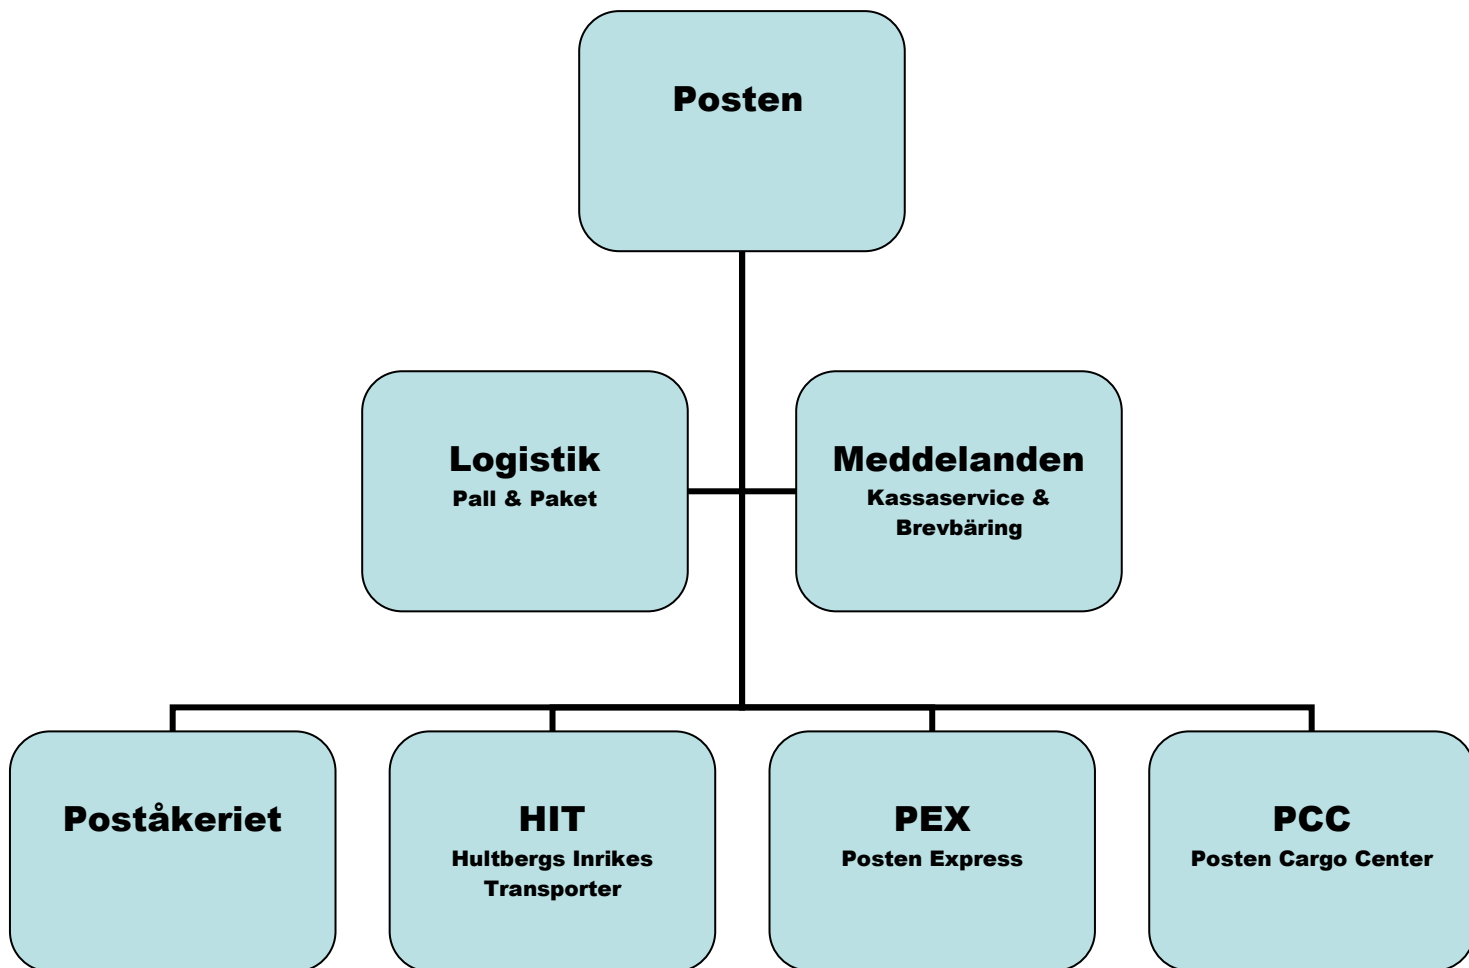 Posten
Logistik
Pall & Paket
Meddelanden
Kassaservice &
Brevbäring
Poståkeriet
HIT
Hultbergs Inrikes
Transporter
PEX
Posten Express
PCC
Posten Cargo Center